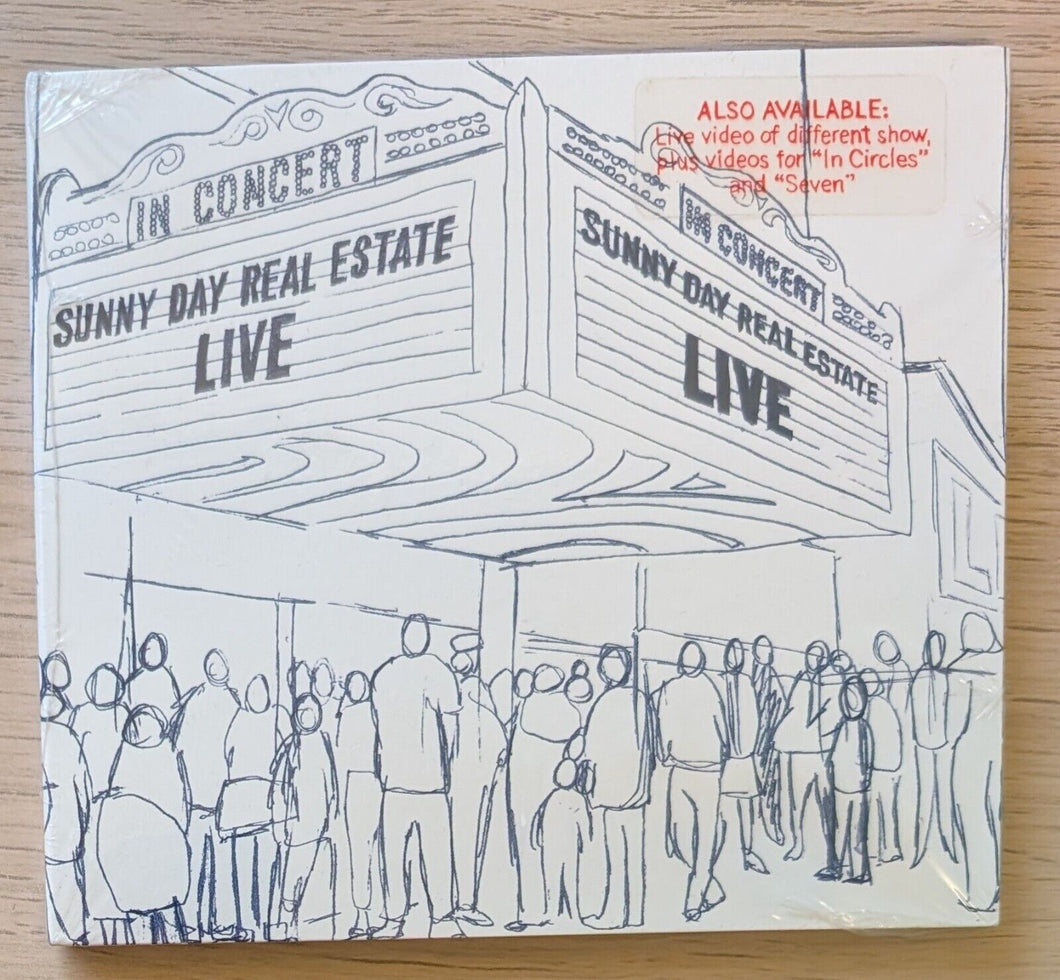 IN CONCERT
SUNNY DAY REAL ESTATE
LIVE
ALSO AVAILABLE:
Live video of different show,
plus videos for "In Circles"
and "Seven"
IN CONCERT
SUNNY DAY REAL ESTATE
LIVE